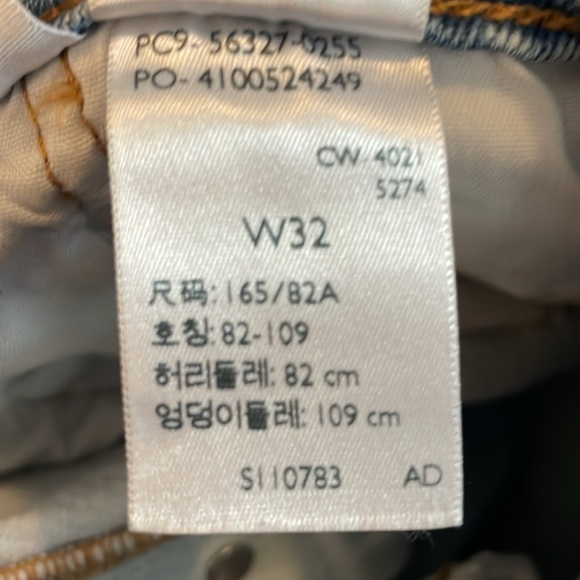 PC9-56327-0255
PO-4100524249
CW-4021
5274
W32
尺码:165/82A
호칭:82-109
허리둘레: 82 cm
엉덩이둘레: 109 cm
S110783 AD